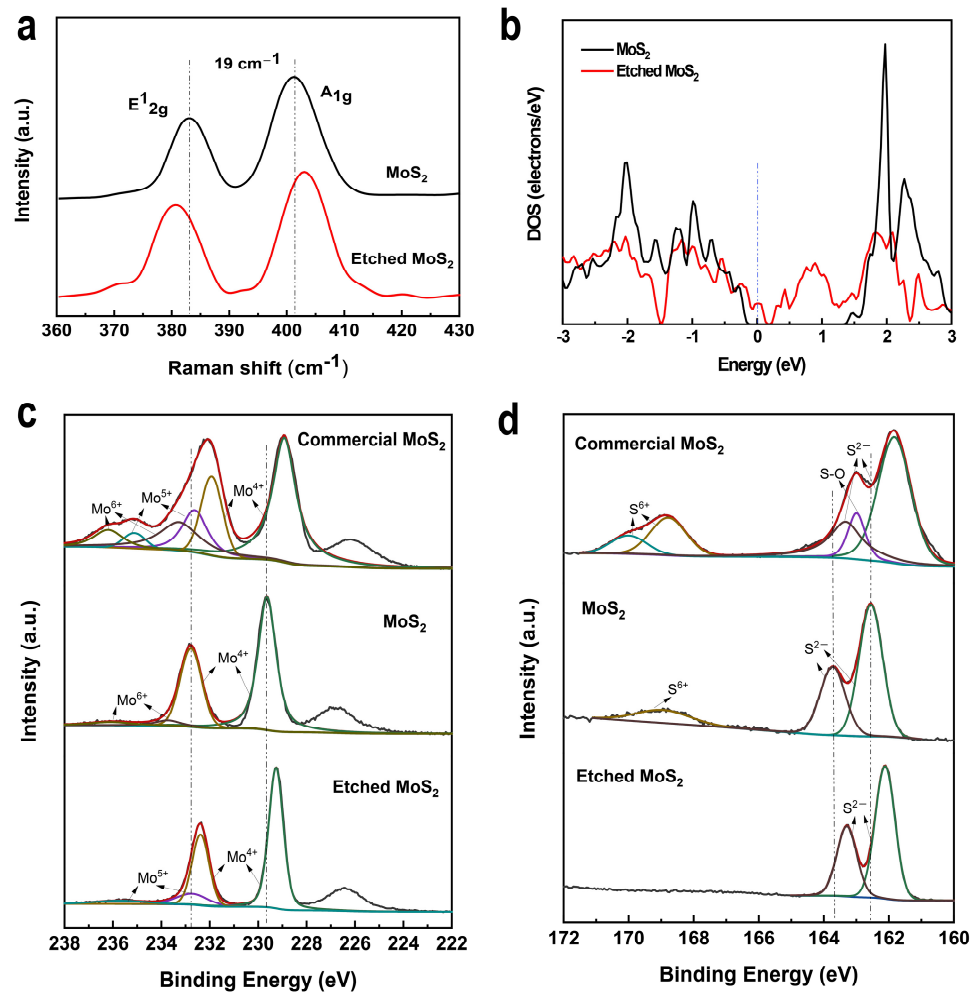 a
19 cm⁻¹
E¹₂g
A₁g
MoS₂
Etched MoS₂
Intensity (a.u.)
360 370 380 390 400 410 420 430
Raman shift (cm⁻¹)
b
MoS₂
Etched MoS₂
DOS (electrons/eV)
-3 -2 -1 0 1 2 3
Energy (eV)
c
Commercial MoS₂
Mo⁶⁺
Mo⁵⁺
Mo⁴⁺
MoS₂
Mo⁶⁺
Mo⁴⁺
Etched MoS₂
Mo⁵⁺
Mo⁴⁺
Intensity (a.u.)
238 236 234 232 230 228 226 224 222
Binding Energy (eV)
d
Commercial MoS₂
S²⁻
S-O
S⁶⁺
MoS₂
S²⁻
S⁶⁺
Etched MoS₂
S²⁻
Intensity (a.u.)
172 170 168 166 164 162 160
Binding Energy (eV)